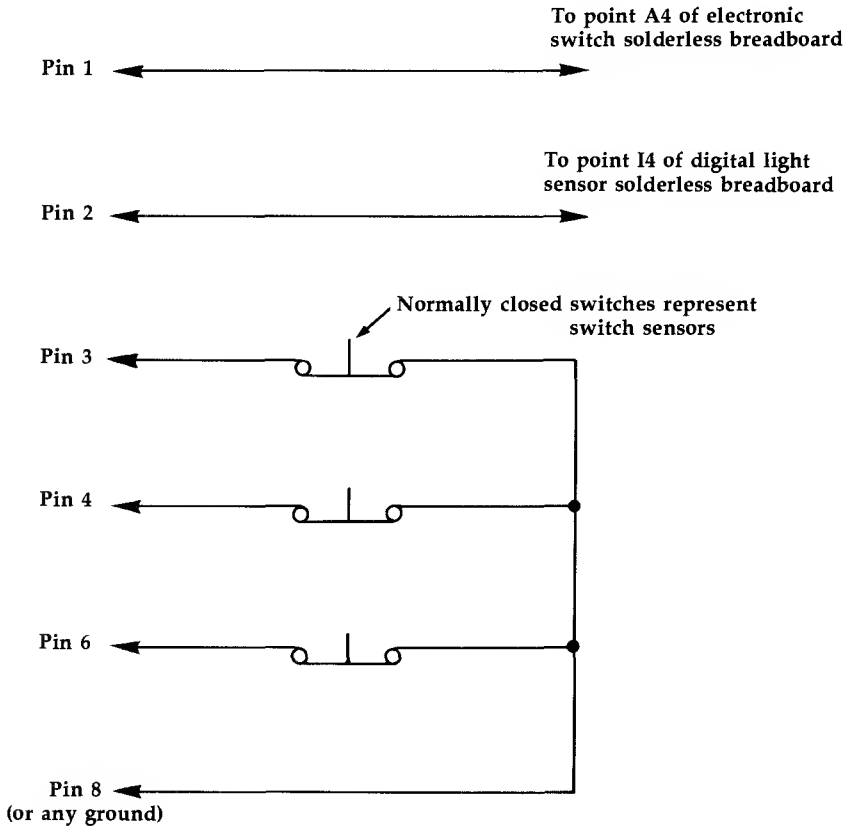 To point A4 of electronic
switch solderless breadboard
Pin 1
To point I4 of digital light
sensor solderless breadboard
Pin 2
Normally closed switches represent
switch sensors
Pin 3
Pin 4
Pin 6
Pin 8
(or any ground)